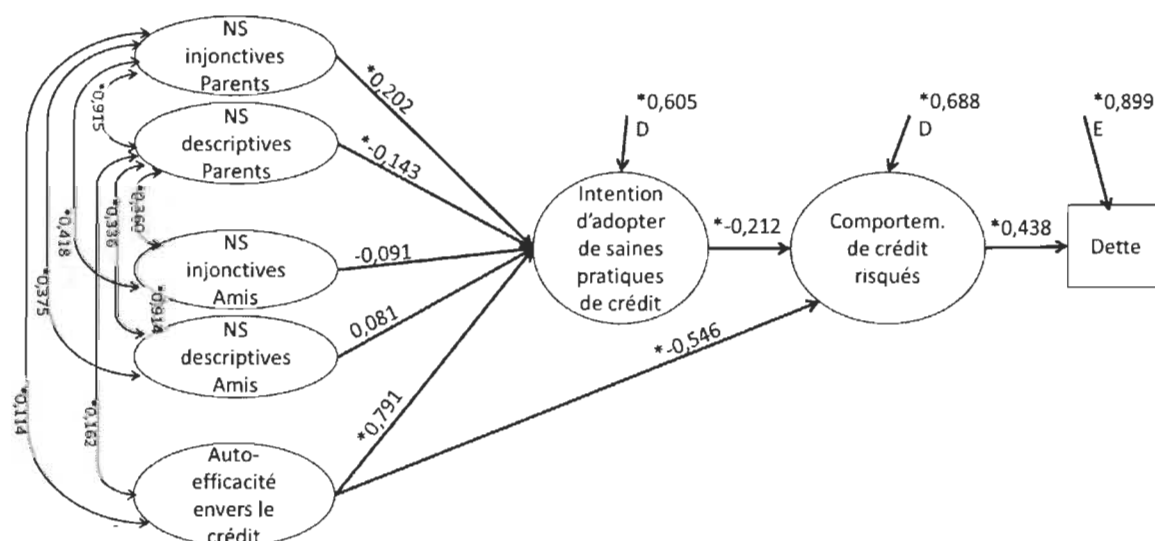 NS
injonctives
Parents
NS
descriptives
Parents
NS
injonctives
Amis
NS
descriptives
Amis
Auto-
efficacité
envers le
crédit
*0,915
*0,360
*0,336
*0,418
*0,375
*0,914
*0,162
*0,114
*0,202
*-0,143
-0,091
0,081
*0,791
*-0,546
*0,605
D
Intention
d'adopter
de saines
pratiques
de crédit
*-0,212
*0,688
D
Comportem.
de crédit
risqués
*0,438
*0,899
E
Dette